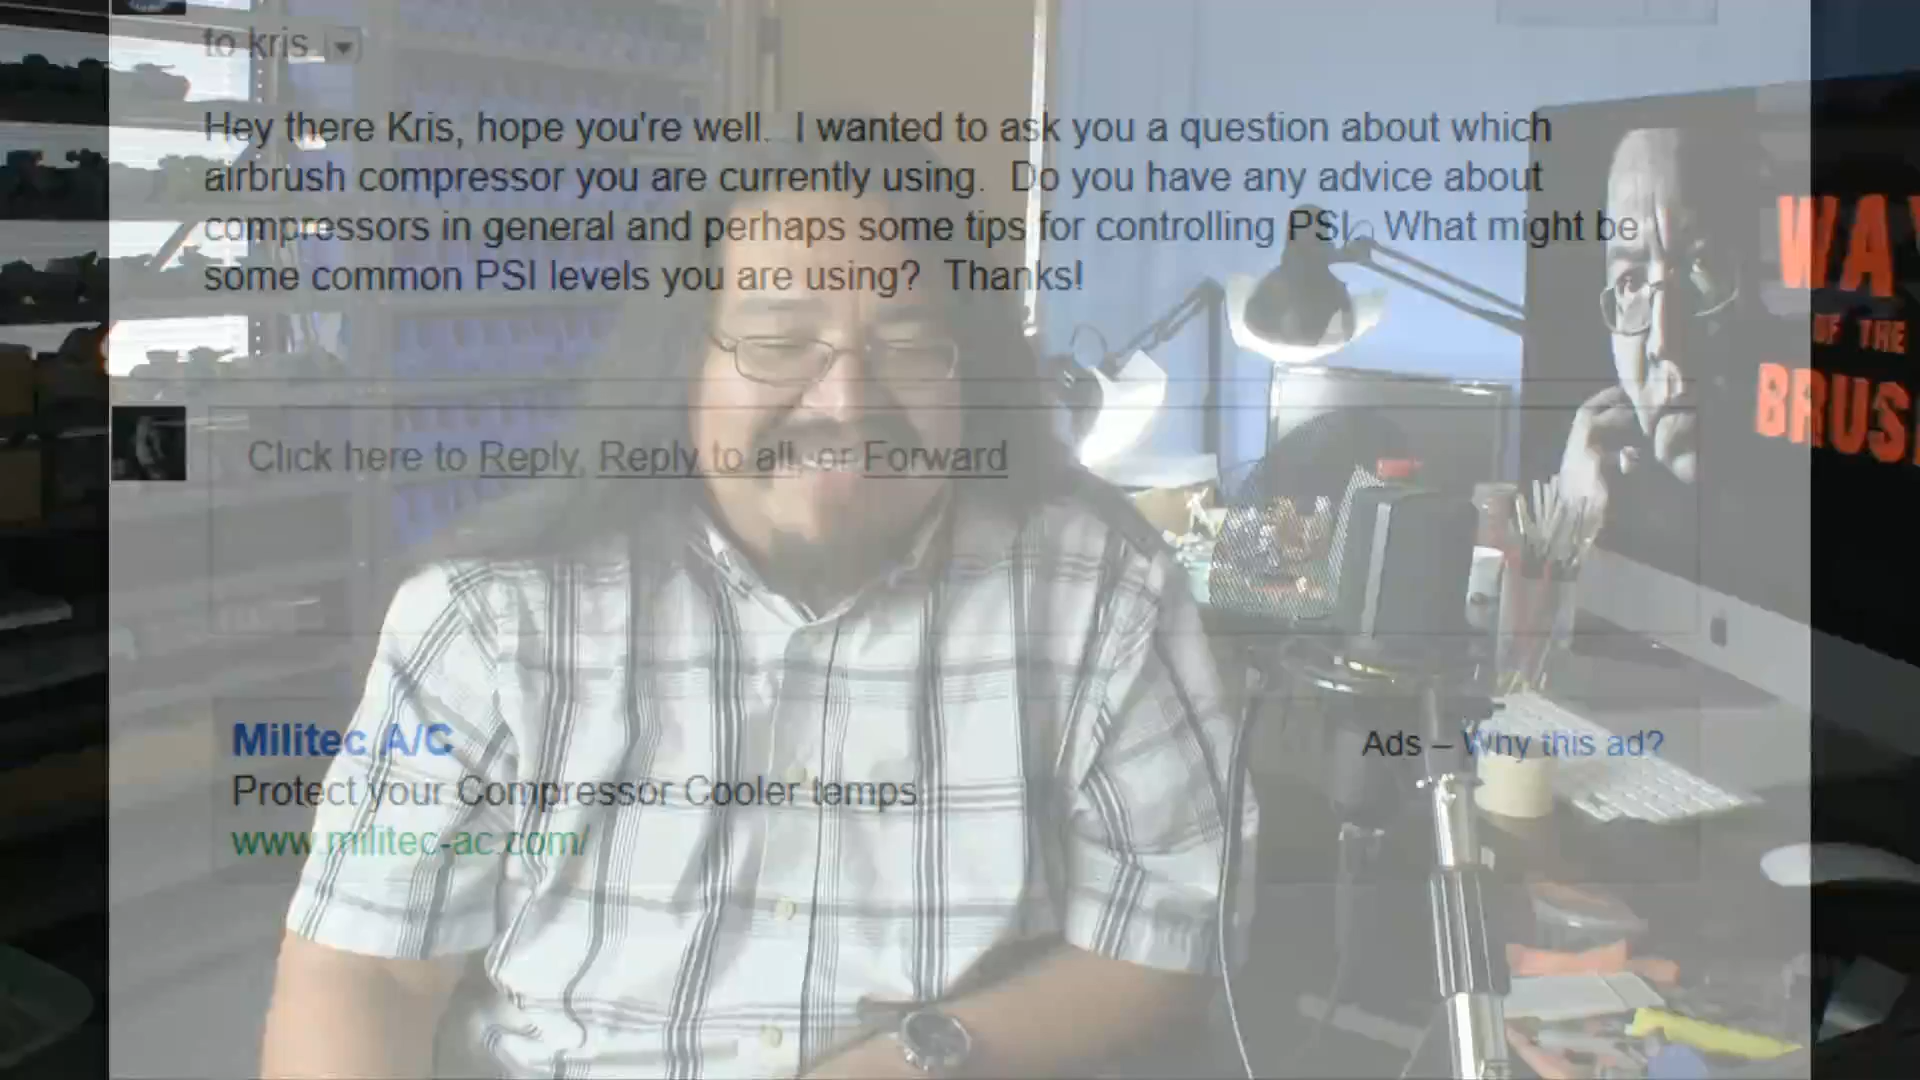 to kris
Hey there Kris, hope you're well.  I wanted to ask you a question about which
airbrush compressor you are currently using.  Do you have any advice about
compressors in general and perhaps some tips for controlling PSI.  What might be
some common PSI levels you are using?  Thanks!
WAY
OF THE
BRUS
Click here to Reply, Reply to all, or Forward
Militec A/C
Ads – Why this ad?
Protect your Compressor Cooler temps
www.militec-ac.com/